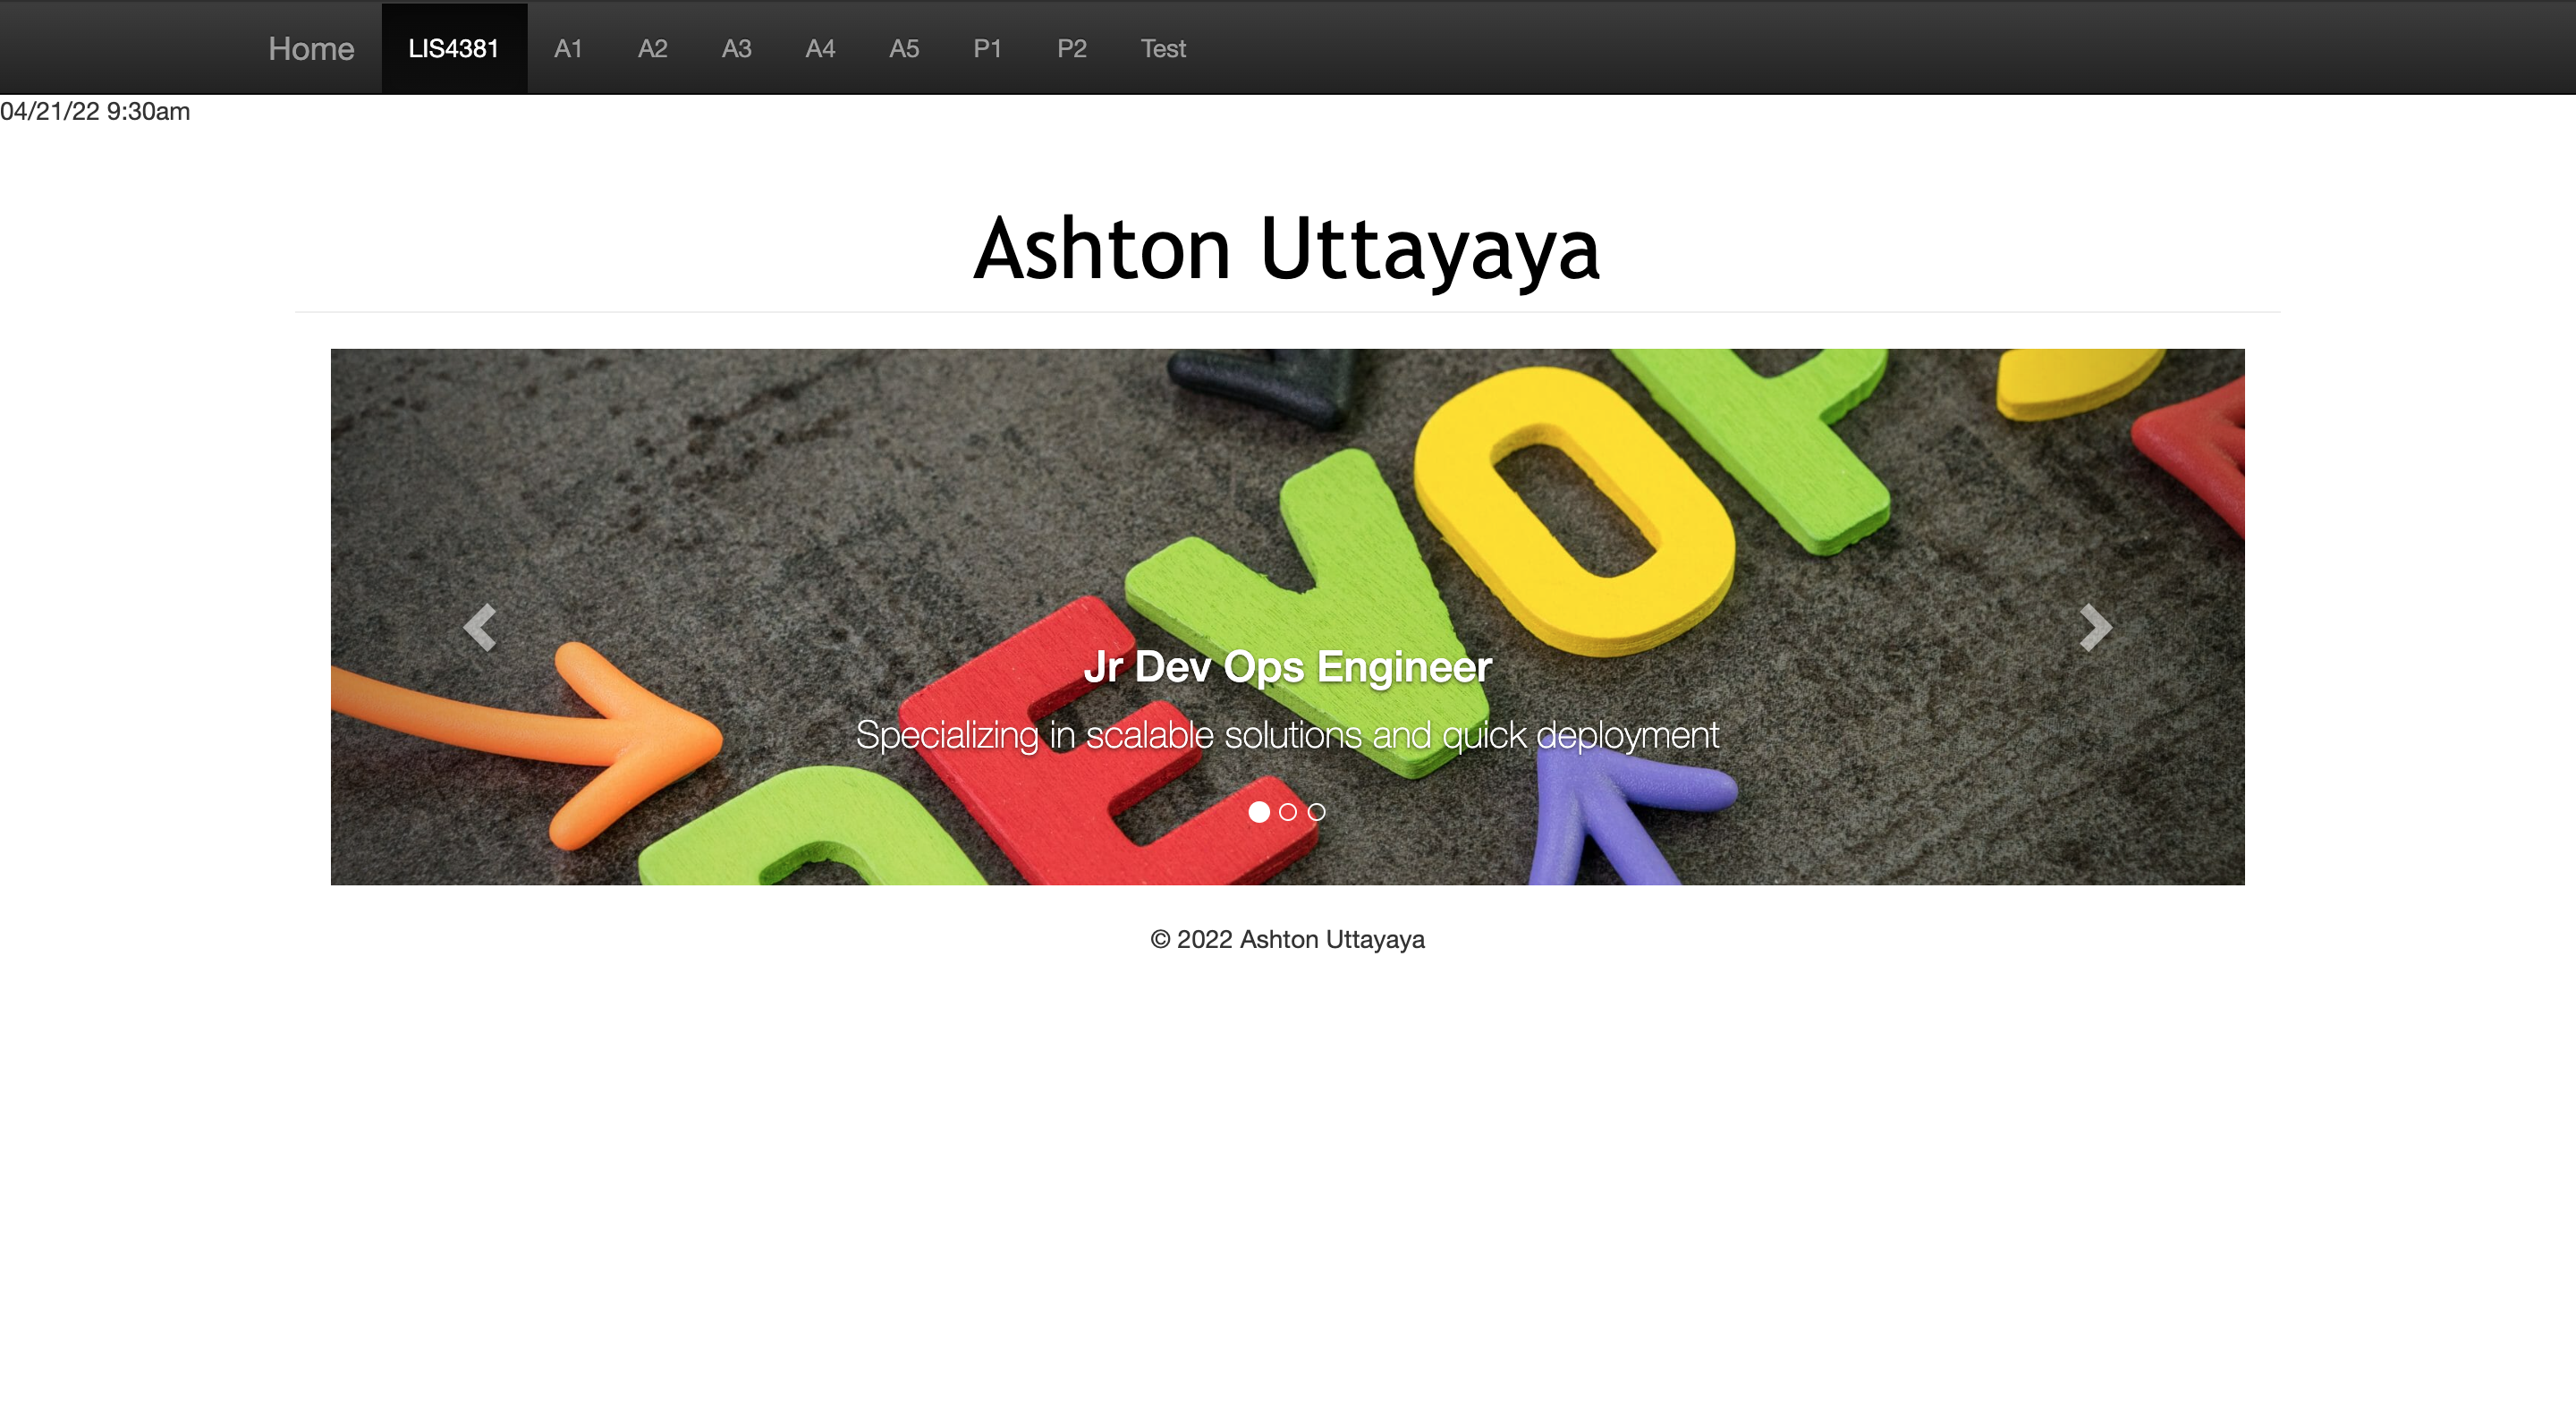 Home LIS4381 A1 A2 A3 A4 A5 P1 P2 Test
04/21/22 9:30am
Ashton Uttayaya
DEVOP
Jr Dev Ops Engineer
Specializing in scalable solutions and quick deployment
© 2022 Ashton Uttayaya